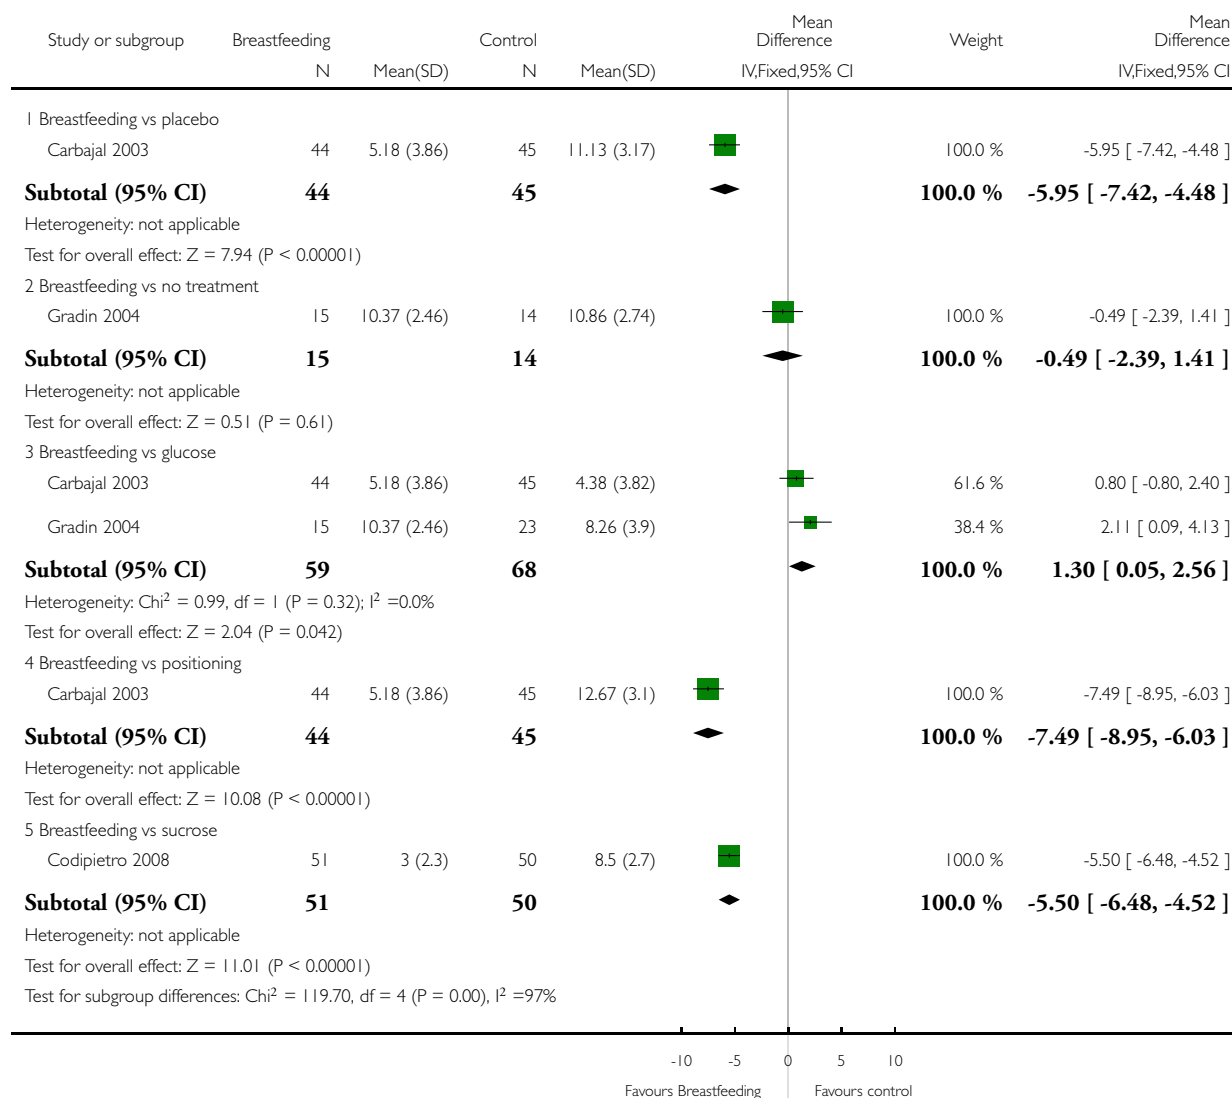 Study or subgroup Breastfeeding Control Mean Difference Weight Mean Difference
N Mean(SD) N Mean(SD) IV,Fixed,95% CI IV,Fixed,95% CI
1 Breastfeeding vs placebo
Carbajal 2003 44 5.18 (3.86) 45 11.13 (3.17) 100.0 % -5.95 [ -7.42, -4.48 ]
Subtotal (95% CI) 44 45 100.0 % -5.95 [ -7.42, -4.48 ]
Heterogeneity: not applicable
Test for overall effect: Z = 7.94 (P < 0.00001)
2 Breastfeeding vs no treatment
Gradin 2004 15 10.37 (2.46) 14 10.86 (2.74) 100.0 % -0.49 [ -2.39, 1.41 ]
Subtotal (95% CI) 15 14 100.0 % -0.49 [ -2.39, 1.41 ]
Heterogeneity: not applicable
Test for overall effect: Z = 0.51 (P = 0.61)
3 Breastfeeding vs glucose
Carbajal 2003 44 5.18 (3.86) 45 4.38 (3.82) 61.6 % 0.80 [ -0.80, 2.40 ]
Gradin 2004 15 10.37 (2.46) 23 8.26 (3.9) 38.4 % 2.11 [ 0.09, 4.13 ]
Subtotal (95% CI) 59 68 100.0 % 1.30 [ 0.05, 2.56 ]
Heterogeneity: Chi² = 0.99, df = 1 (P = 0.32); I² =0.0%
Test for overall effect: Z = 2.04 (P = 0.042)
4 Breastfeeding vs positioning
Carbajal 2003 44 5.18 (3.86) 45 12.67 (3.1) 100.0 % -7.49 [ -8.95, -6.03 ]
Subtotal (95% CI) 44 45 100.0 % -7.49 [ -8.95, -6.03 ]
Heterogeneity: not applicable
Test for overall effect: Z = 10.08 (P < 0.00001)
5 Breastfeeding vs sucrose
Codipietro 2008 51 3 (2.3) 50 8.5 (2.7) 100.0 % -5.50 [ -6.48, -4.52 ]
Subtotal (95% CI) 51 50 100.0 % -5.50 [ -6.48, -4.52 ]
Heterogeneity: not applicable
Test for overall effect: Z = 11.01 (P < 0.00001)
Test for subgroup differences: Chi² = 119.70, df = 4 (P = 0.00), I² =97%
-10 -5 0 5 10
Favours Breastfeeding Favours control